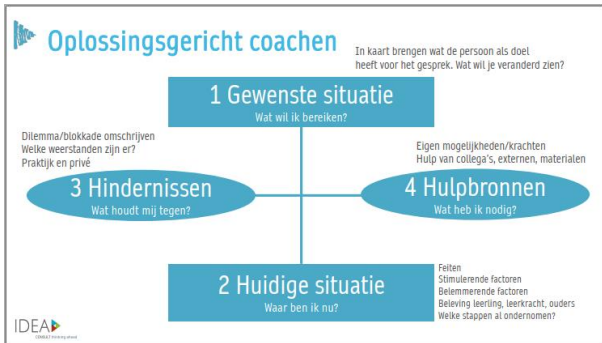 Oplossingsgericht coachen
In kaart brengen wat de persoon als doel
heeft voor het gesprek. Wat wil je veranderd zien?
1 Gewenste situatie
Wat wil ik bereiken?
Dilemma/blokkade omschrijven
Welke weerstanden zijn er?
Praktijk en privé
3 Hindernissen
Wat houdt mij tegen?
Eigen mogelijkheden/krachten
Hulp van collega's, externen, materialen
4 Hulpbronnen
Wat heb ik nodig?
2 Huidige situatie
Waar ben ik nu?
Feiten
Stimulerende factoren
Belemmerende factoren
Beleving leerling, leerkracht, ouders
Welke stappen al ondernomen?
IDEA
CONSULT thinking ahead